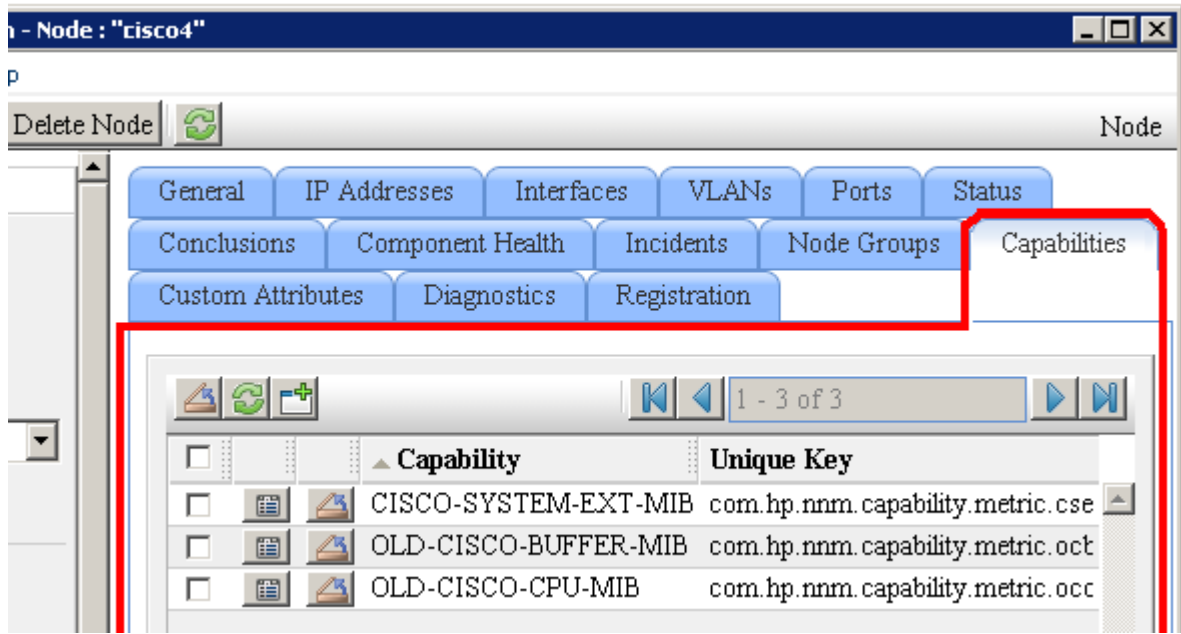 - Node : "cisco4"
p
Delete Node Node
General IP Addresses Interfaces VLANs Ports Status
Conclusions Component Health Incidents Node Groups Capabilities
Custom Attributes Diagnostics Registration
1 - 3 of 3
Capability Unique Key
CISCO-SYSTEM-EXT-MIB com.hp.nnm.capability.metric.cse
OLD-CISCO-BUFFER-MIB com.hp.nnm.capability.metric.oct
OLD-CISCO-CPU-MIB com.hp.nnm.capability.metric.occ